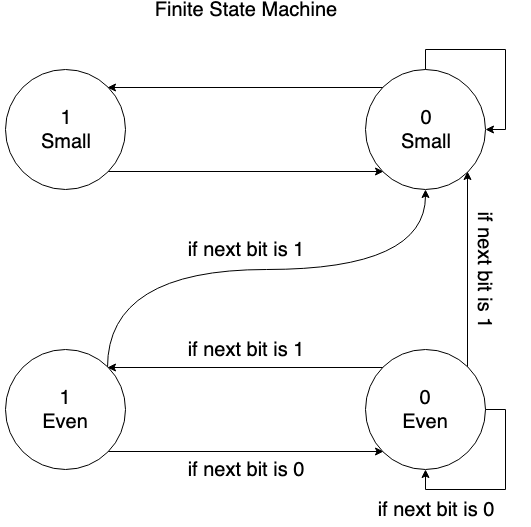 Finite State Machine
1
Small
0
Small
if next bit is 1
if next bit is 1
if next bit is 1
1
Even
0
Even
if next bit is 0
if next bit is 0